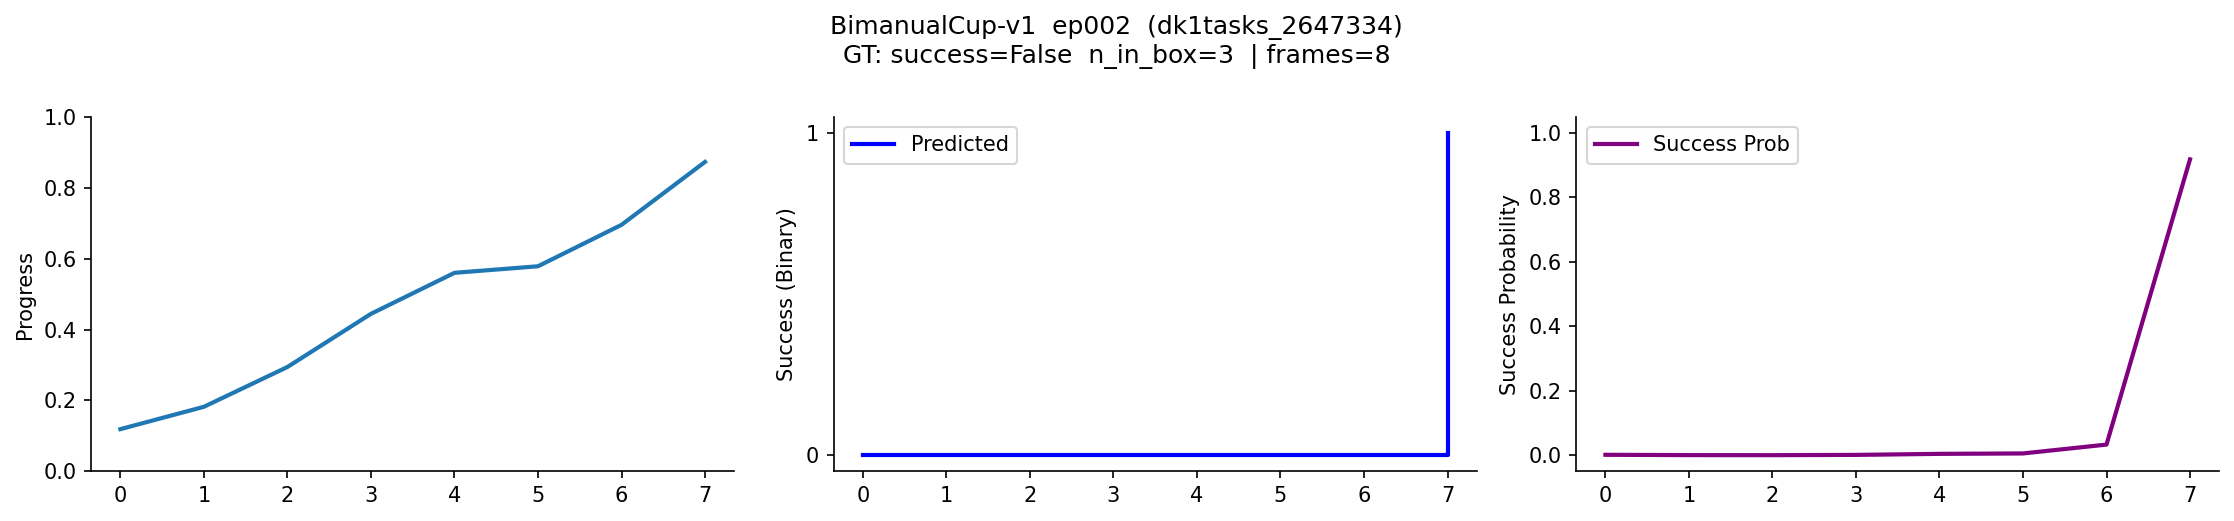 BimanualCup-v1  ep002  (dk1tasks_2647334)
GT: success=False  n_in_box=3  | frames=8
Progress
1.0
0.8
0.6
0.4
0.2
0.0
0 1 2 3 4 5 6 7
Success (Binary)
1
0
Predicted
0 1 2 3 4 5 6 7
Success Probability
1.0
0.8
0.6
0.4
0.2
0.0
Success Prob
0 1 2 3 4 5 6 7